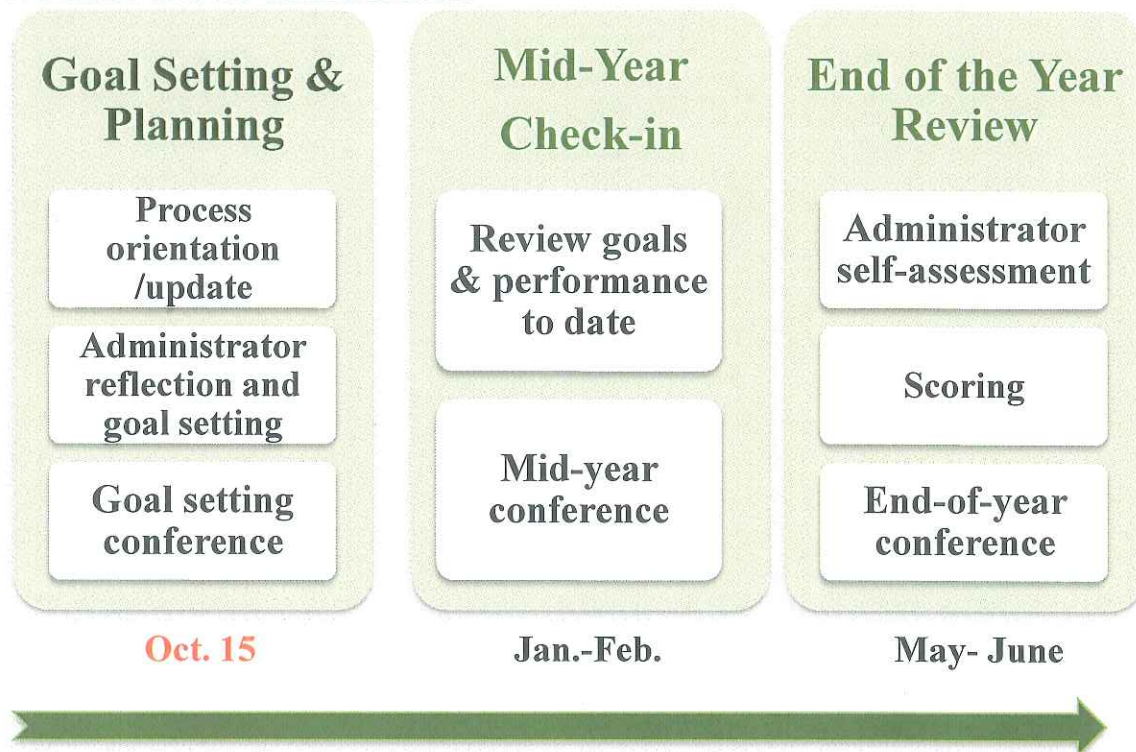 Goal Setting &
Planning
Process
orientation
/update
Administrator
reflection and
goal setting
Goal setting
conference
Oct. 15
Mid-Year
Check-in
Review goals
& performance
to date
Mid-year
conference
Jan.-Feb.
End of the Year
Review
Administrator
self-assessment
Scoring
End-of-year
conference
May- June